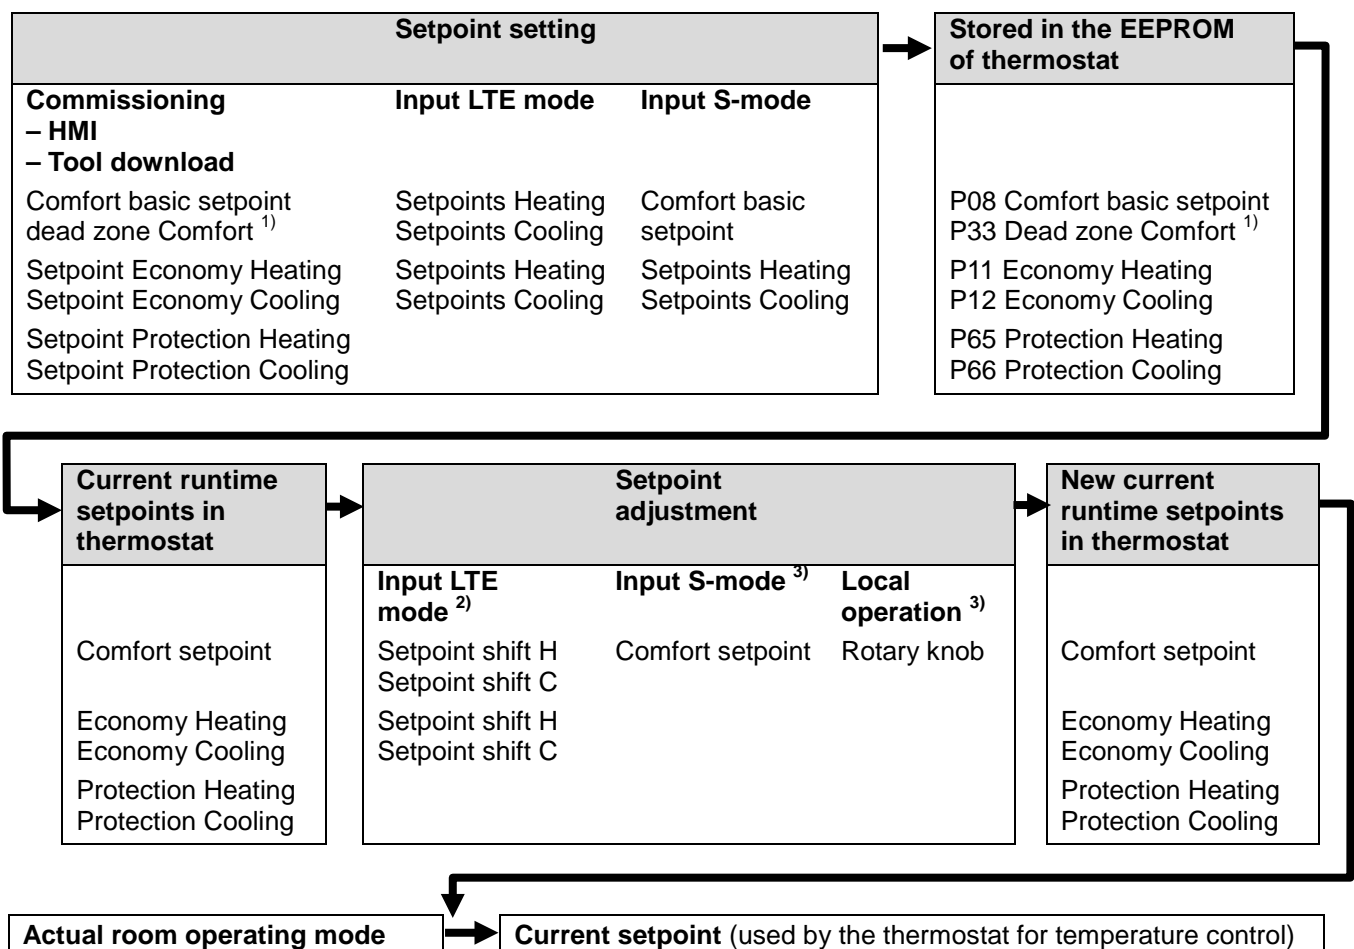 Setpoint setting
Stored in the EEPROM
of thermostat
Commissioning
– HMI
– Tool download
Input LTE mode
Input S-mode
Comfort basic setpoint
dead zone Comfort 1)
Setpoints Heating
Setpoints Cooling
Comfort basic
setpoint
P08 Comfort basic setpoint
P33 Dead zone Comfort 1)
Setpoint Economy Heating
Setpoint Economy Cooling
Setpoints Heating
Setpoints Cooling
Setpoints Heating
Setpoints Cooling
P11 Economy Heating
P12 Economy Cooling
Setpoint Protection Heating
Setpoint Protection Cooling
P65 Protection Heating
P66 Protection Cooling
Current runtime
setpoints in
thermostat
Setpoint
adjustment
New current
runtime setpoints
in thermostat
Input LTE
mode 2)
Input S-mode 3)
Local
operation 3)
Comfort setpoint
Setpoint shift H
Setpoint shift C
Comfort setpoint
Rotary knob
Comfort setpoint
Economy Heating
Economy Cooling
Setpoint shift H
Setpoint shift C
Economy Heating
Economy Cooling
Protection Heating
Protection Cooling
Protection Heating
Protection Cooling
Actual room operating mode
Current setpoint (used by the thermostat for temperature control)